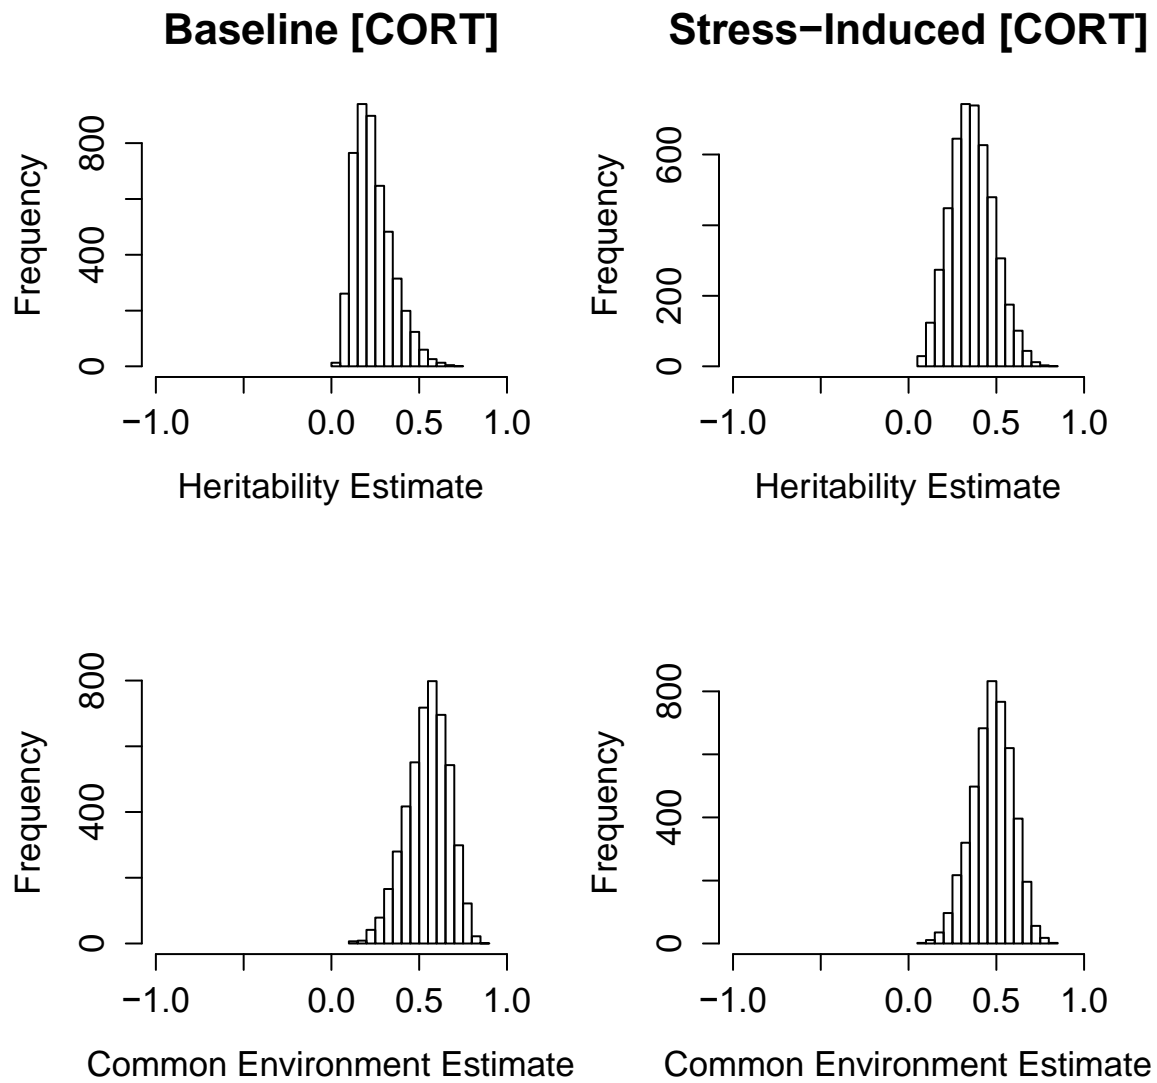 Baseline [CORT]
Frequency
0
400
800
−1.0
0.0
0.5
1.0
Heritability Estimate
Stress−Induced [CORT]
Frequency
0
200
600
−1.0
0.0
0.5
1.0
Heritability Estimate
Frequency
0
400
800
−1.0
0.0
0.5
1.0
Common Environment Estimate
Frequency
0
400
800
−1.0
0.0
0.5
1.0
Common Environment Estimate